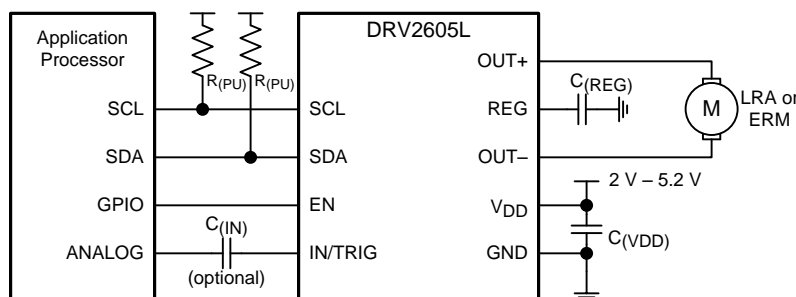 Application
Processor
SCL
SDA
GPIO
ANALOG
R(PU)
R(PU)
C(IN)
(optional)
DRV2605L
SCL
SDA
EN
IN/TRIG
OUT+
REG
OUT–
VDD
GND
C(REG)
M
LRA or
ERM
2 V – 5.2 V
C(VDD)